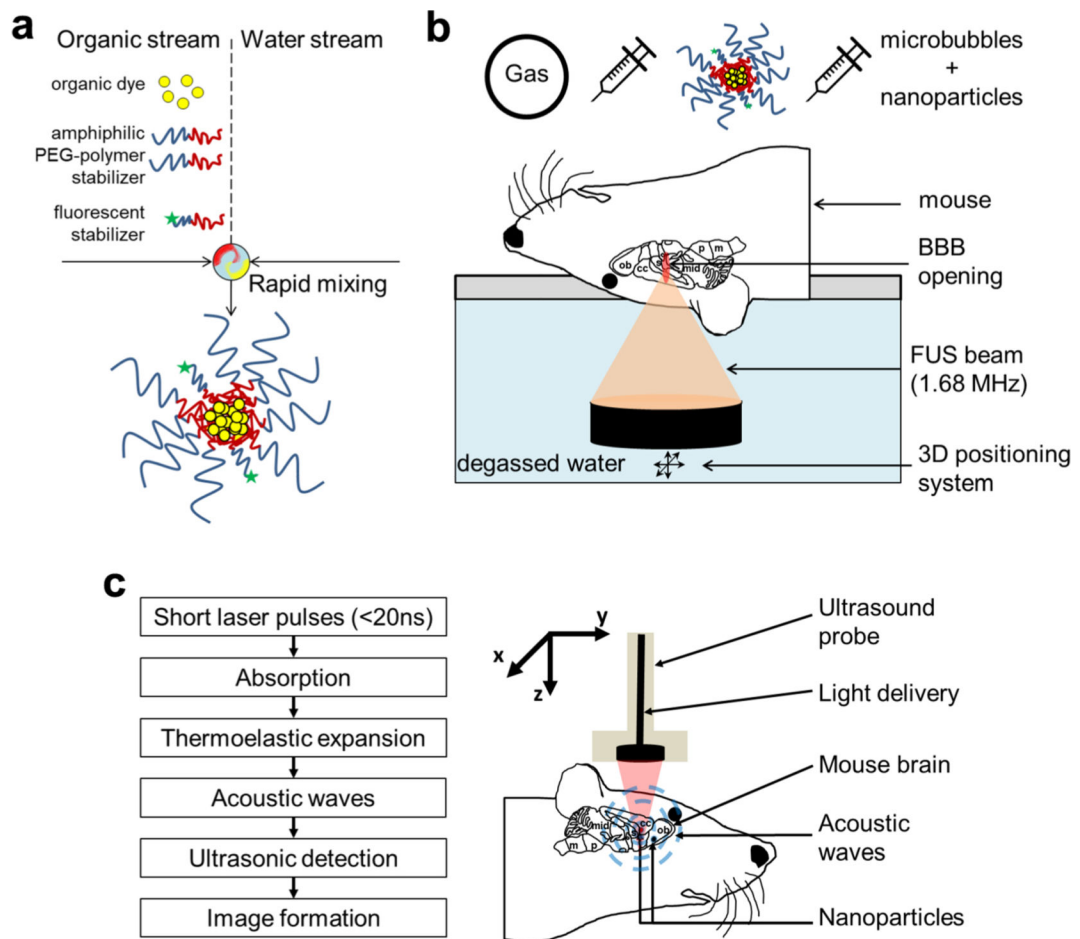 a
Organic stream
Water stream
organic dye
amphiphilic
PEG-polymer
stabilizer
fluorescent
stabilizer
Rapid mixing
b
Gas
microbubbles
+
nanoparticles
mouse
BBB
opening
FUS beam
(1.68 MHz)
3D positioning
system
degassed water
ob
cc
s
mid
p
m
c
Short laser pulses (<20ns)
Absorption
Thermoelastic expansion
Acoustic waves
Ultrasonic detection
Image formation
y
x
z
Ultrasound
probe
Light delivery
Mouse brain
Acoustic
waves
Nanoparticles
mid
cc
s
ob
m
p